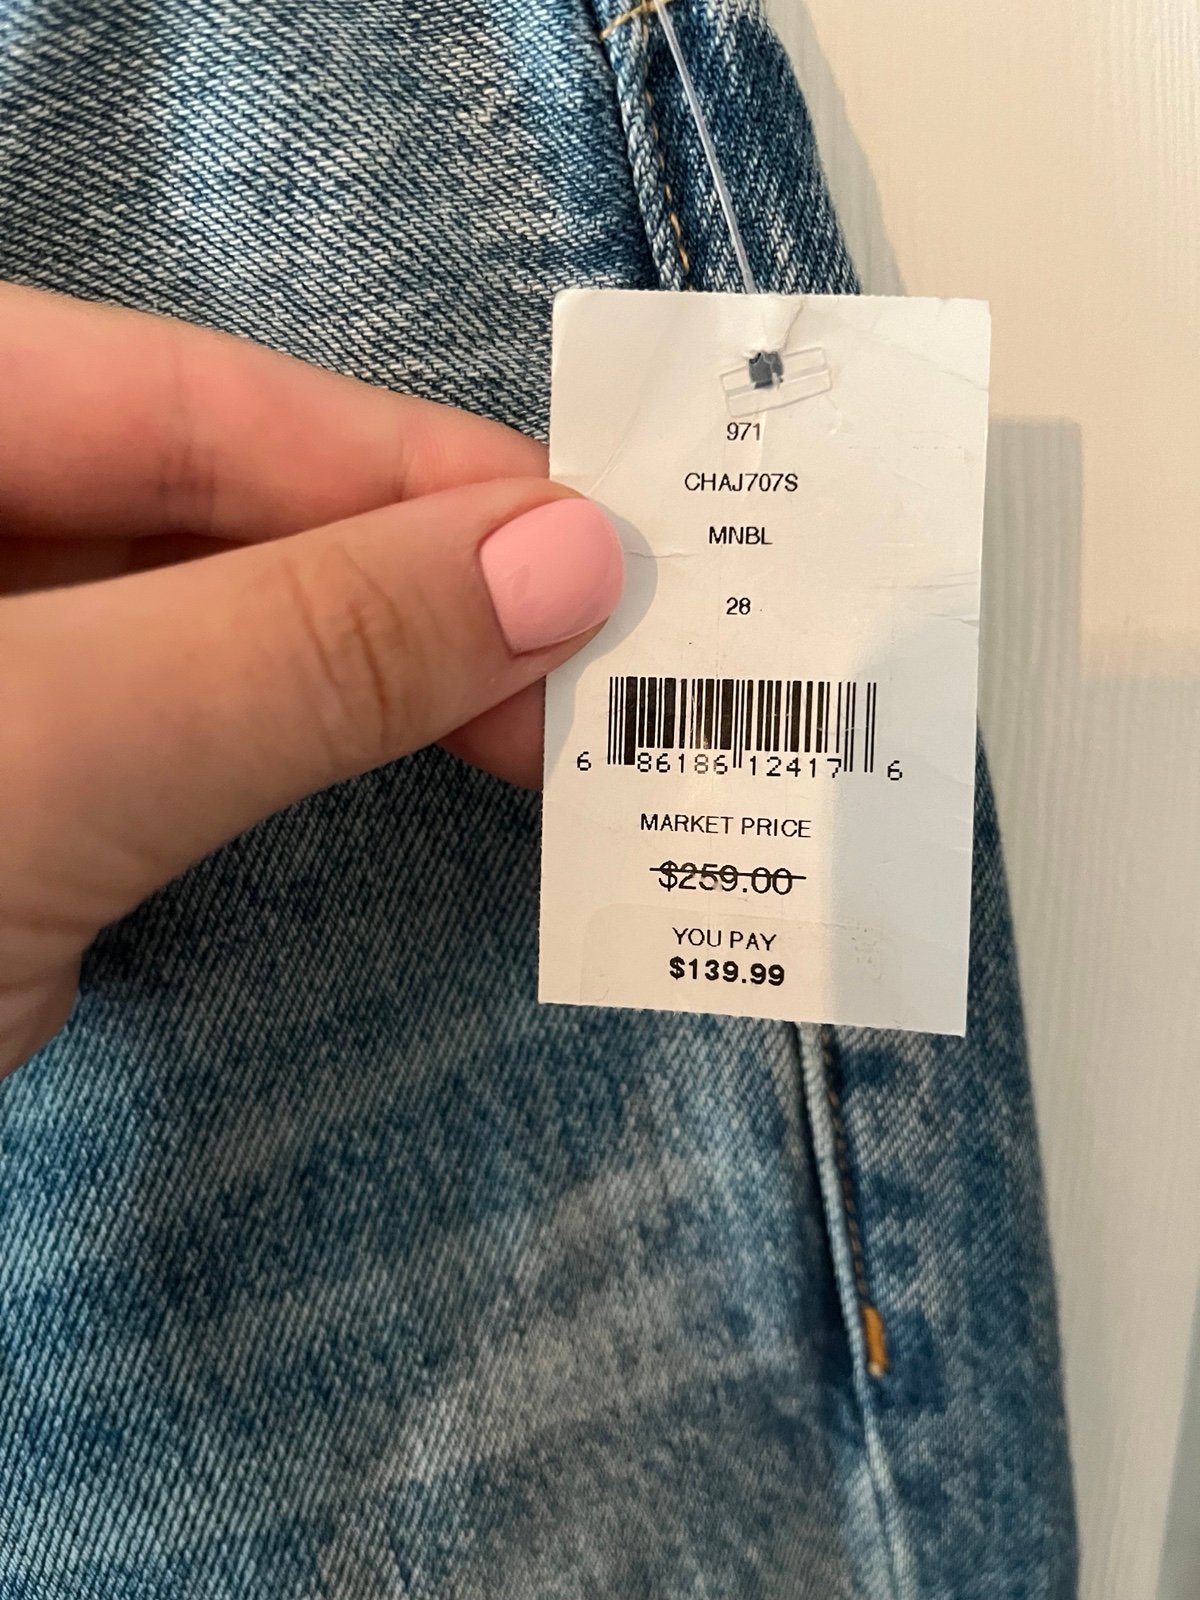 971
CHAJ707S
MNBL
28
6 86186 12417 6
MARKET PRICE
$259.00
YOU PAY
$139.99